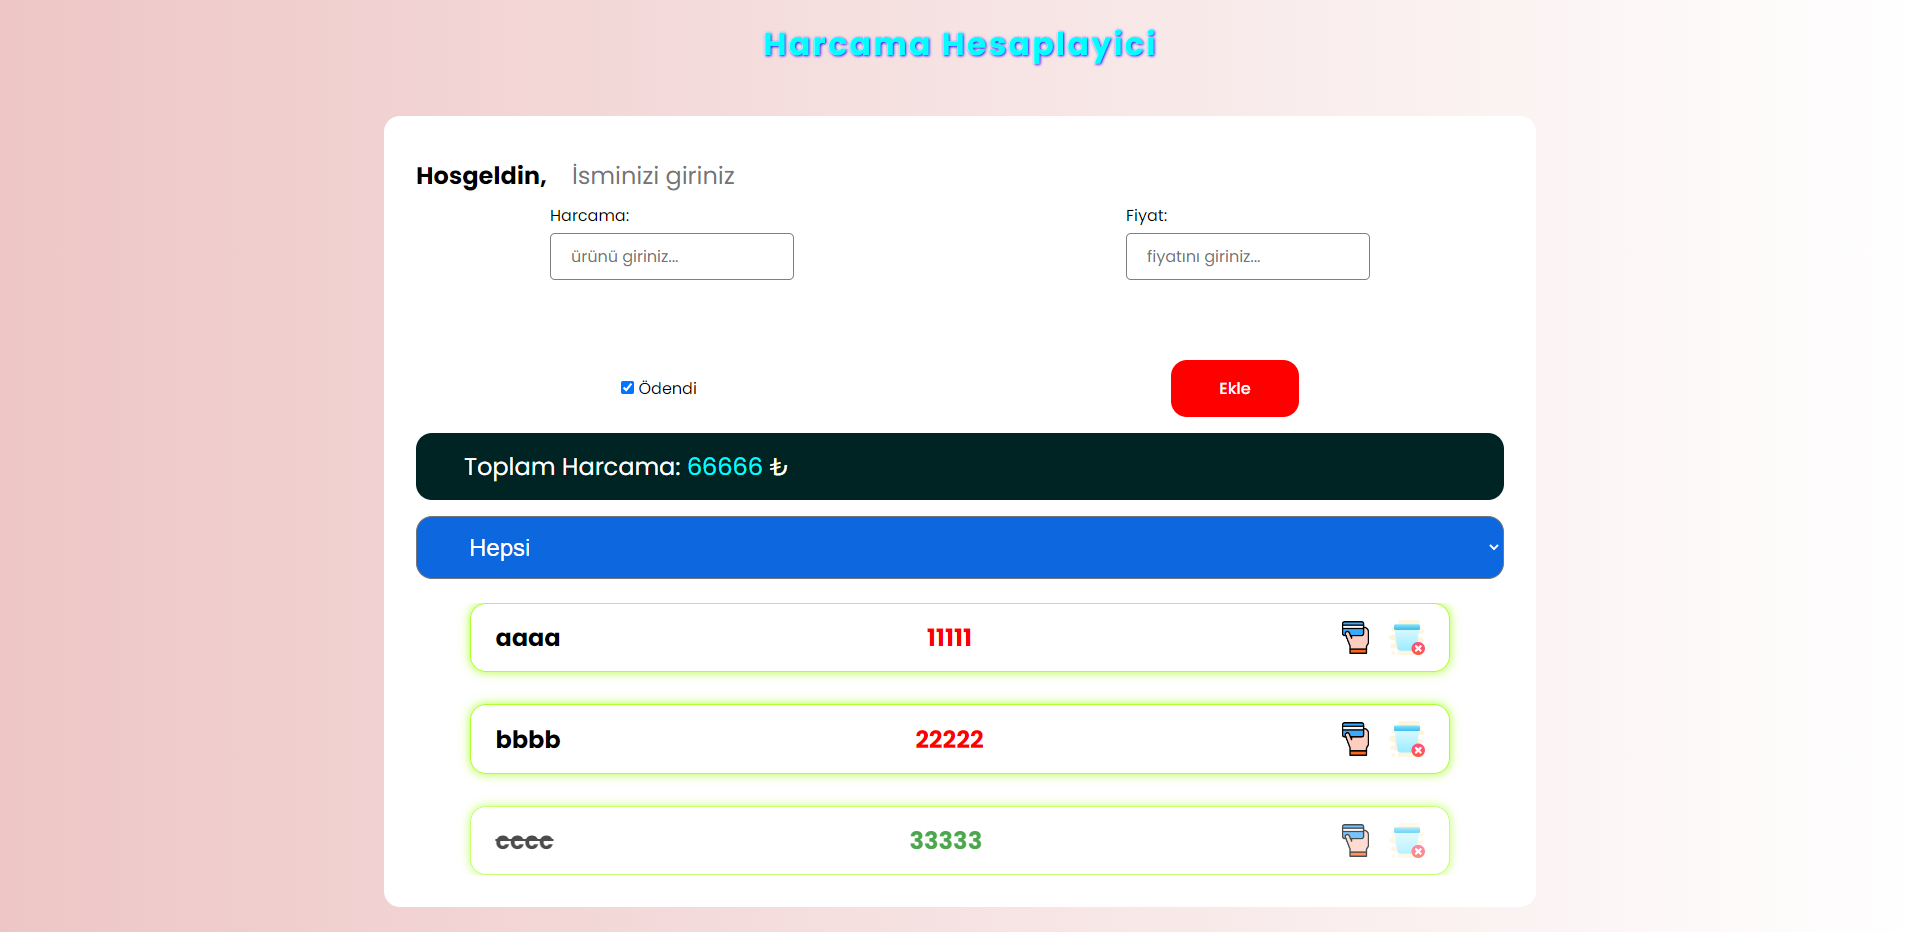 Harcama Hesaplayici
Hosgeldin, İsminizi giriniz
Harcama: Fiyat:
ürünü giriniz... fiyatını giriniz...
Ödendi Ekle
Toplam Harcama: 66666 ₺
Hepsi
aaaa 11111
bbbb 22222
cccc 33333